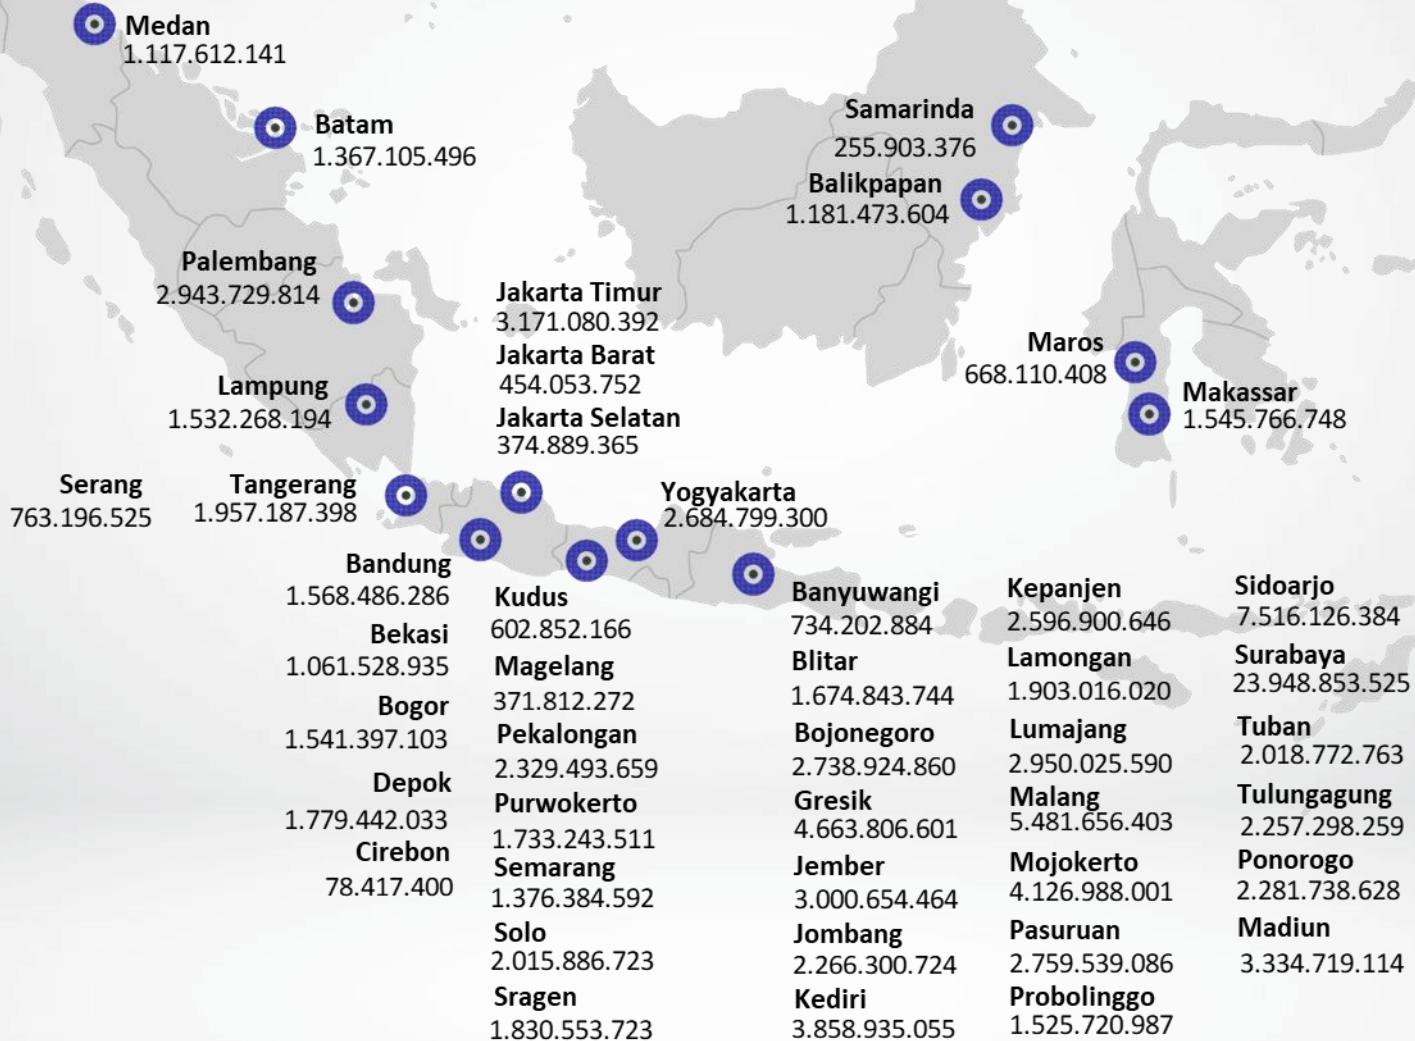 Medan
1.117.612.141
Batam
1.367.105.496
Palembang
2.943.729.814
Lampung
1.532.268.194
Samarinda
255.903.376
Balikpapan
1.181.473.604
Maros
668.110.408
Makassar
1.545.766.748
Jakarta Timur
3.171.080.392
Jakarta Barat
454.053.752
Jakarta Selatan
374.889.365
Serang
763.196.525
Tangerang
1.957.187.398
Yogyakarta
2.684.799.300
Bandung
1.568.486.286
Bekasi
1.061.528.935
Bogor
1.541.397.103
Depok
1.779.442.033
Cirebon
78.417.400
Kudus
602.852.166
Magelang
371.812.272
Pekalongan
2.329.493.659
Purwokerto
1.733.243.511
Semarang
1.376.384.592
Solo
2.015.886.723
Sragen
1.830.553.723
Banyuwangi
734.202.884
Blitar
1.674.843.744
Bojonegoro
2.738.924.860
Gresik
4.663.806.601
Jember
3.000.654.464
Jombang
2.266.300.724
Kediri
3.858.935.055
Kepanjen
2.596.900.646
Lamongan
1.903.016.020
Lumajang
2.950.025.590
Malang
5.481.656.403
Mojokerto
4.126.988.001
Pasuruan
2.759.539.086
Probolinggo
1.525.720.987
Sidoarjo
7.516.126.384
Surabaya
23.948.853.525
Tuban
2.018.772.763
Tulungagung
2.257.298.259
Ponorogo
2.281.738.628
Madiun
3.334.719.114